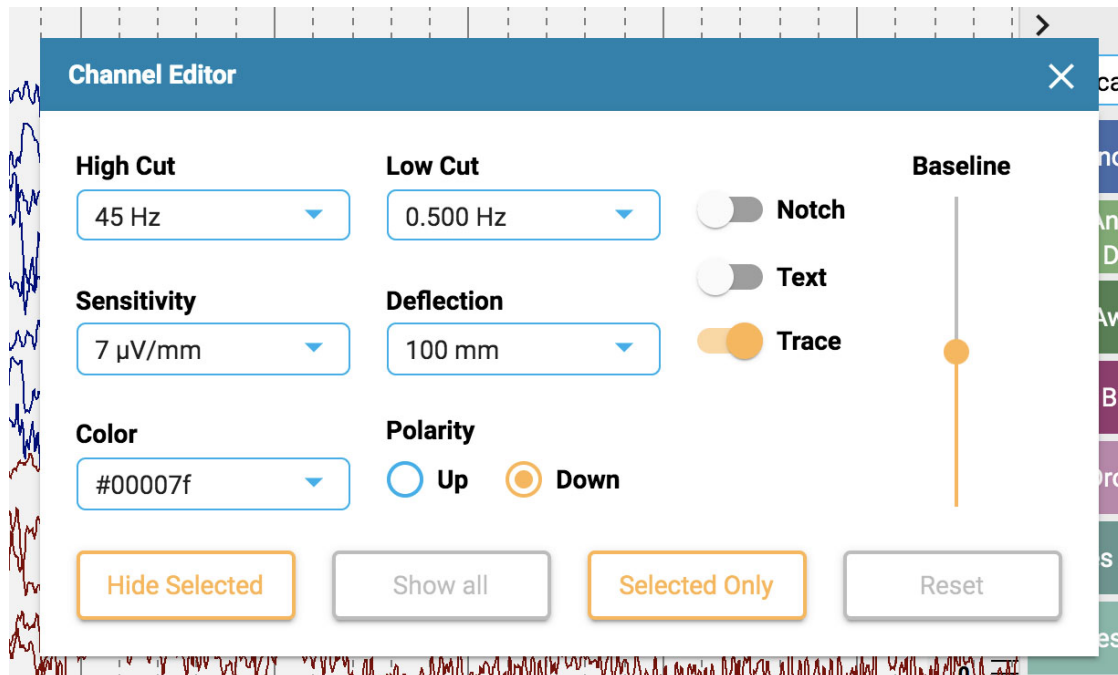 Channel Editor
High Cut
Low Cut
Baseline
45 Hz
0.500 Hz
Notch
Text
Sensitivity
Deflection
7 µV/mm
100 mm
Trace
Color
Polarity
#00007f
Up
Down
Hide Selected
Show all
Selected Only
Reset